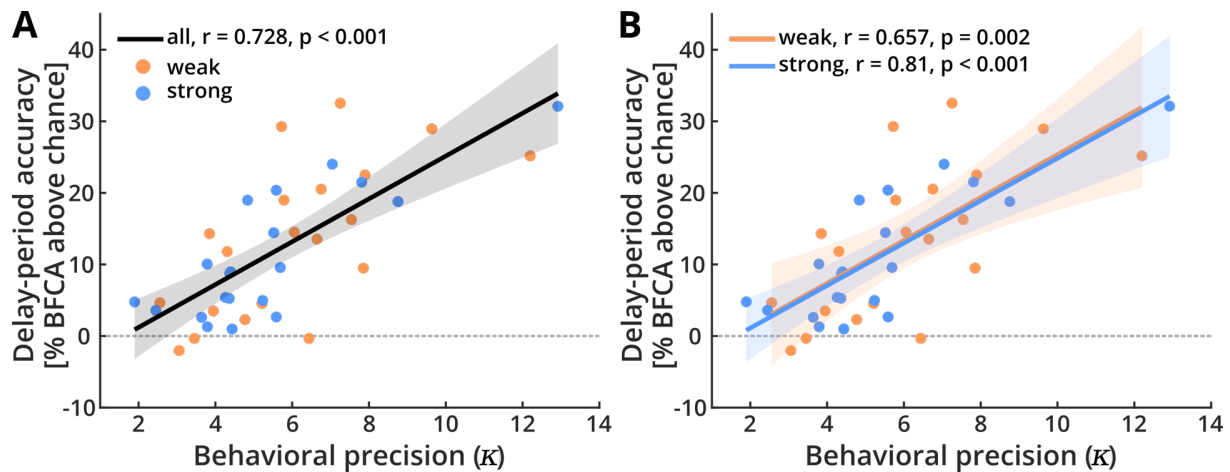 A
all, r = 0.728, p < 0.001
weak
strong
Delay-period accuracy
[% BFCA above chance]
40
30
20
10
0
-10
2 4 6 8 10 12 14
Behavioral precision (κ)
B
weak, r = 0.657, p = 0.002
strong, r = 0.81, p < 0.001
Delay-period accuracy
[% BFCA above chance]
40
30
20
10
0
-10
2 4 6 8 10 12 14
Behavioral precision (κ)